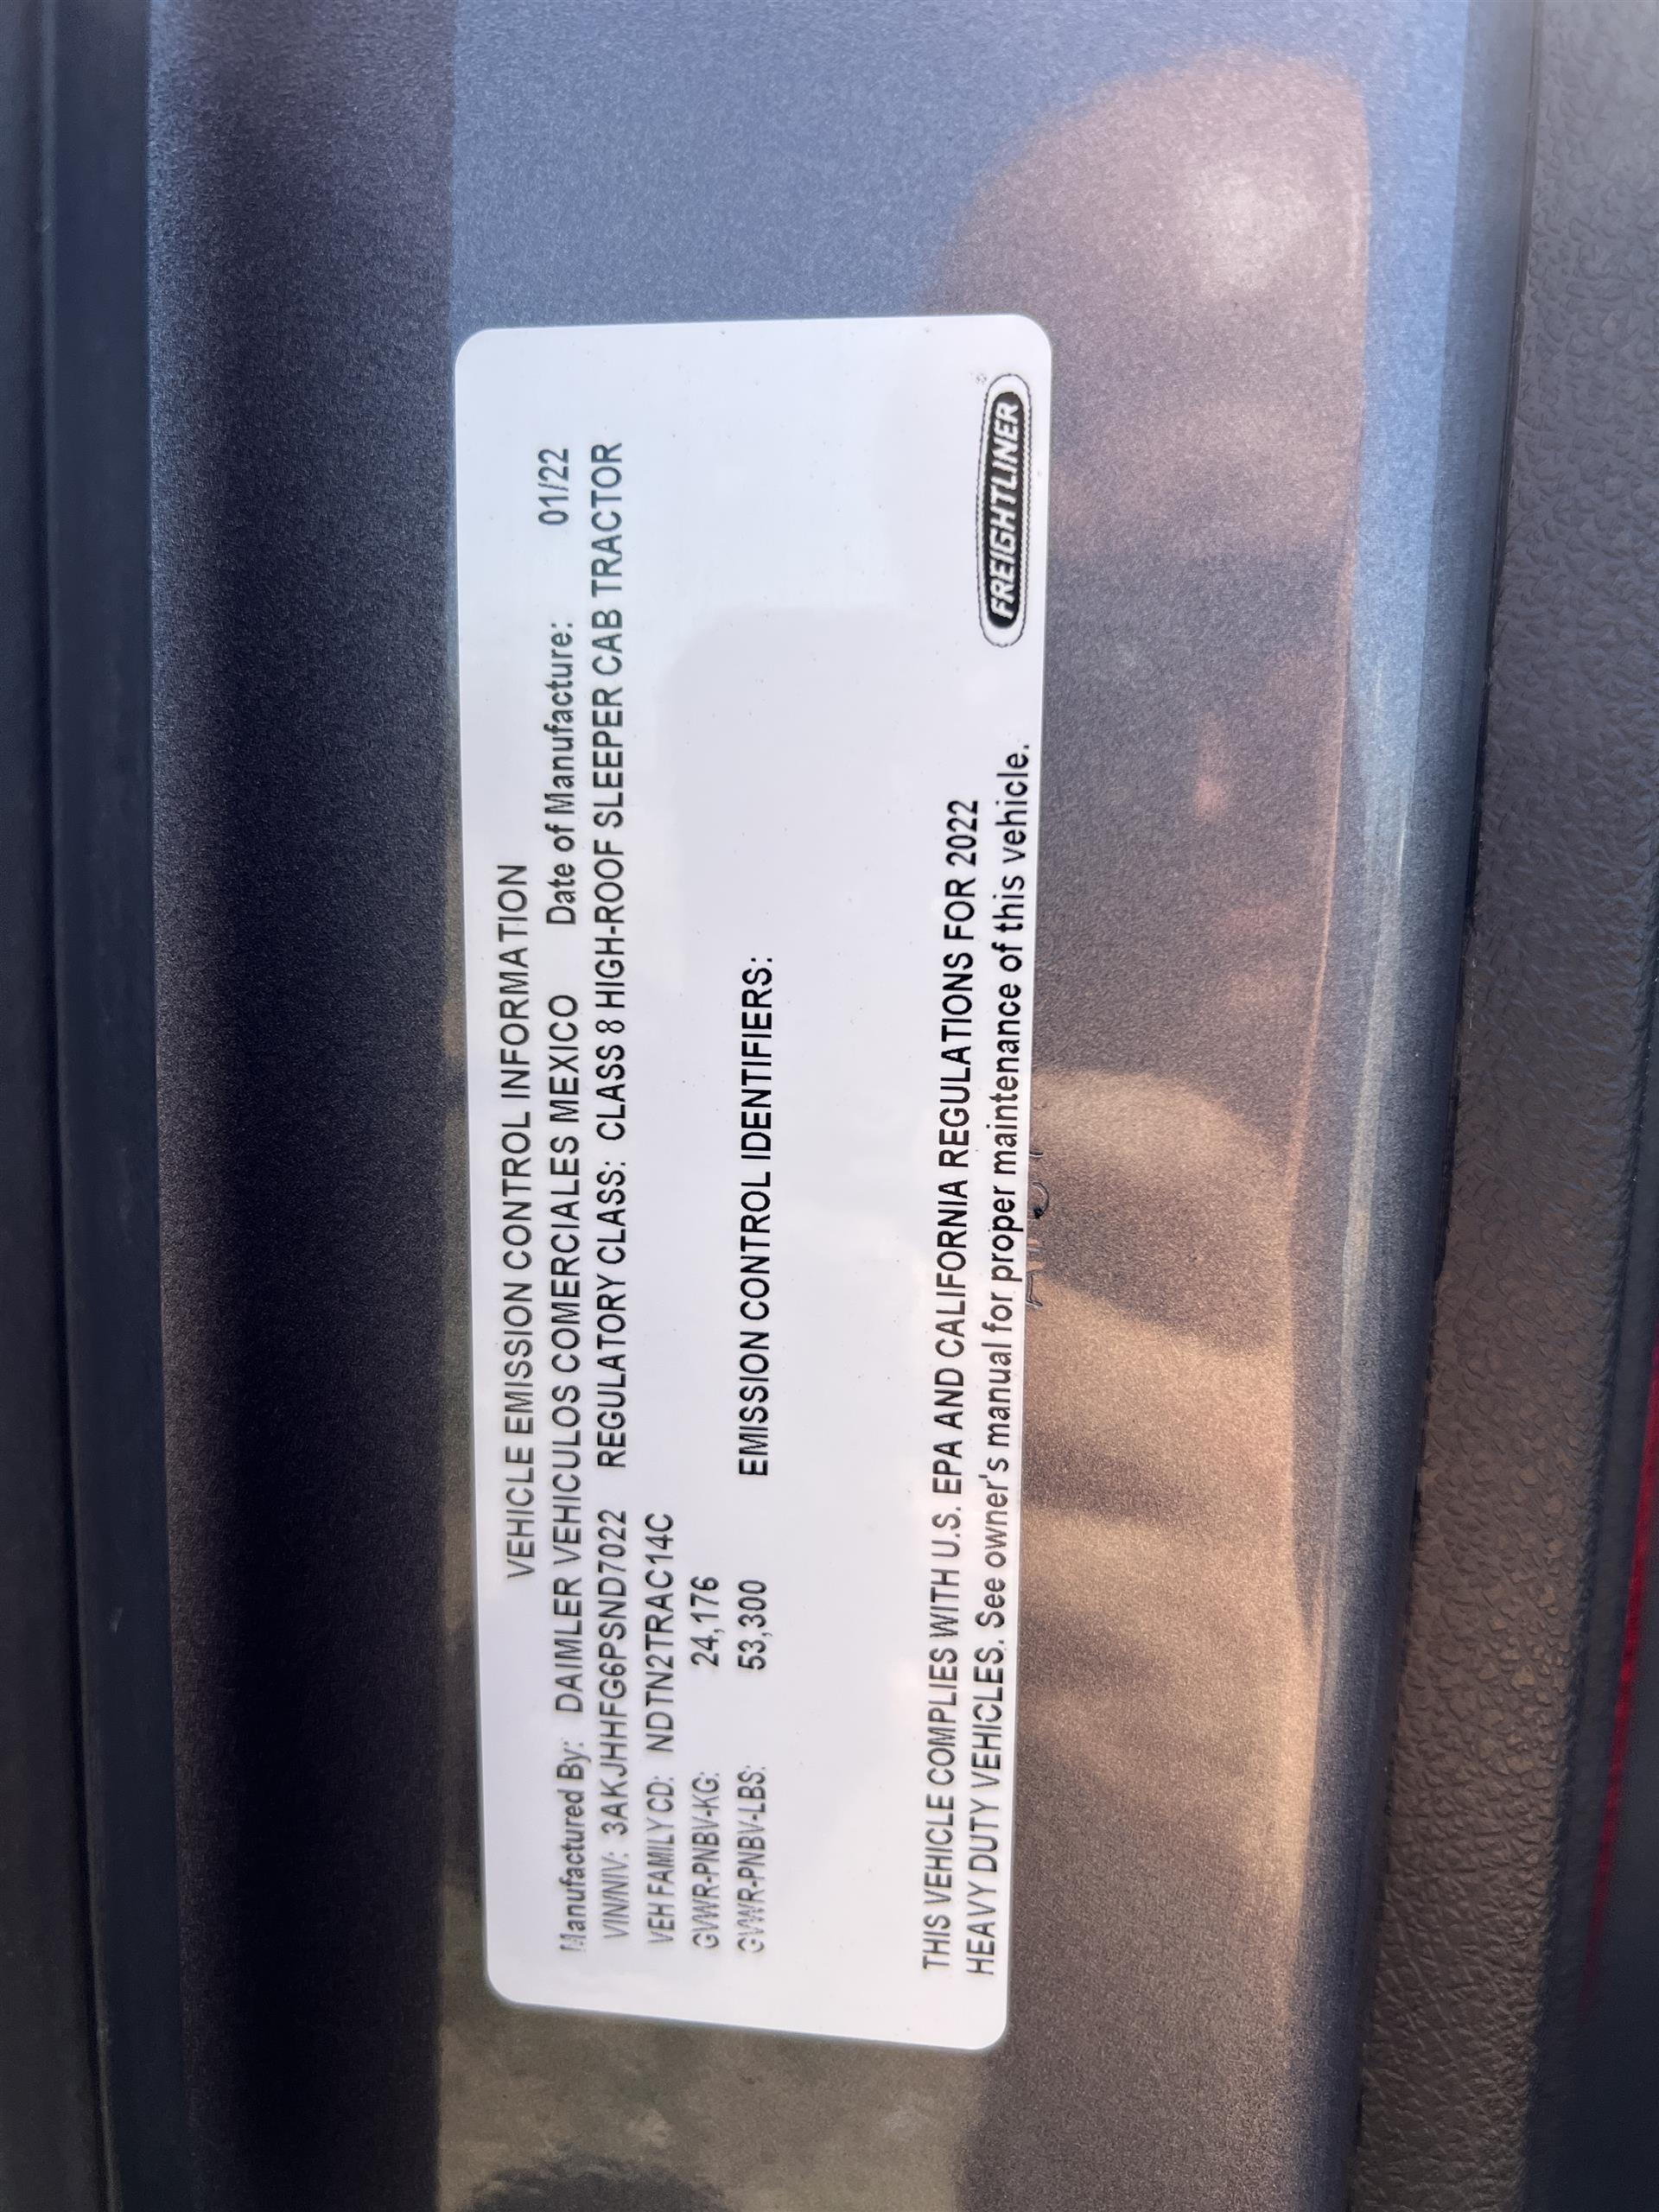 VEHICLE EMISSION CONTROL INFORMATION
Manufactured By: DAIMLER VEHICULOS COMERCIALES MEXICO Date of Manufacture: 01/22
VIN/NIV: 3AKJHHFG6PSND7022 REGULATORY CLASS: CLASS 8 HIGH-ROOF SLEEPER CAB TRACTOR
VEH FAMILY CD: NDTN2TRAC14C
GVWR-PNBV-KG: 24,176
GVWR-PNBV-LBS: 53,300 EMISSION CONTROL IDENTIFIERS:
THIS VEHICLE COMPLIES WITH U.S. EPA AND CALIFORNIA REGULATIONS FOR 2022
HEAVY DUTY VEHICLES. See owner's manual for proper maintenance of this vehicle.
FREIGHTLINER